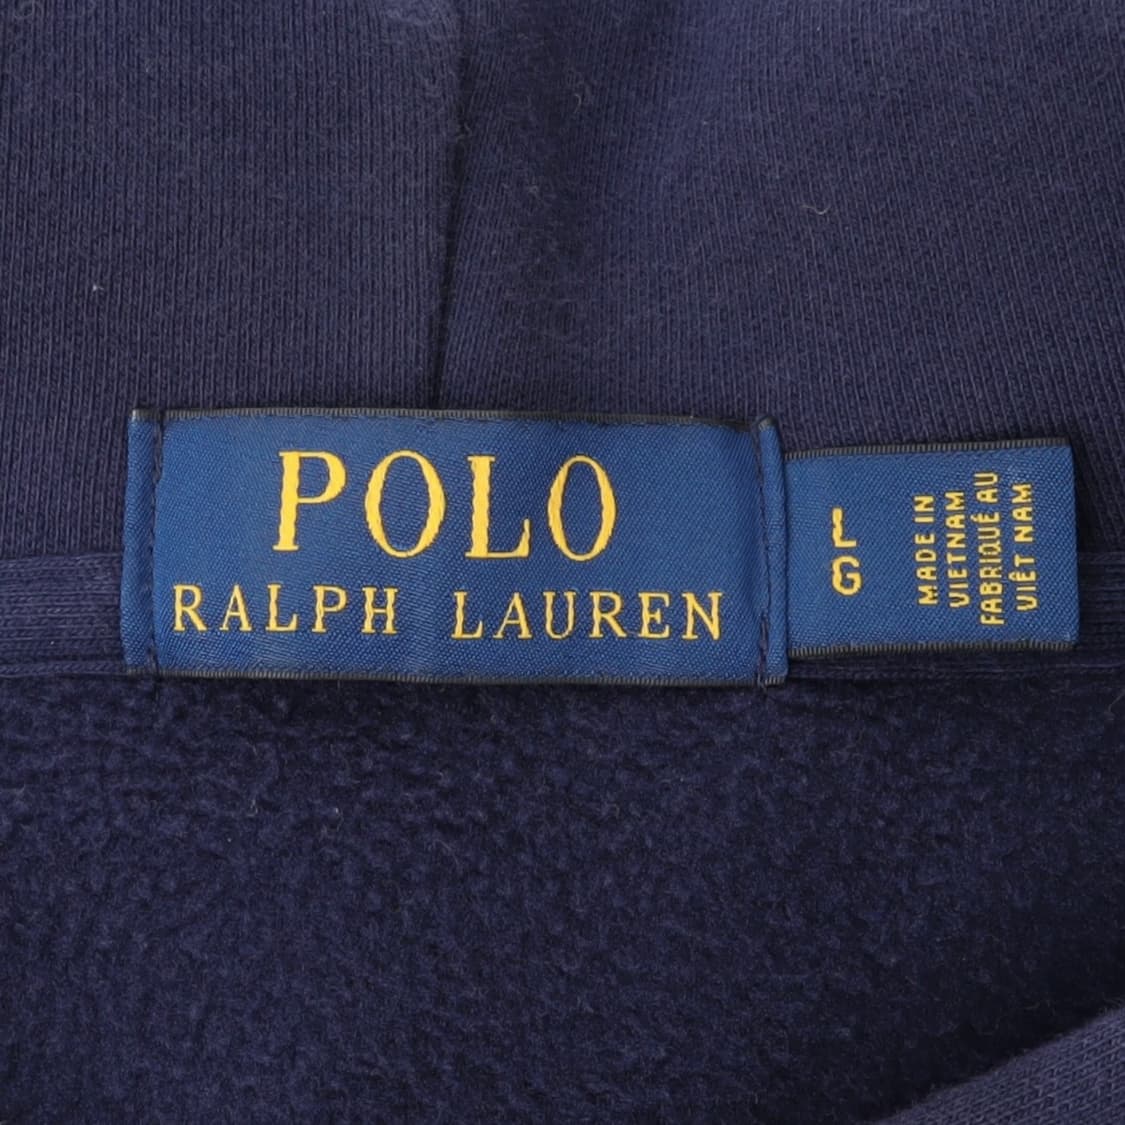 POLO
RALPH LAUREN
L
G
MADE IN
VIETNAM
FABRIQUÉ AU
VIÊT NAM